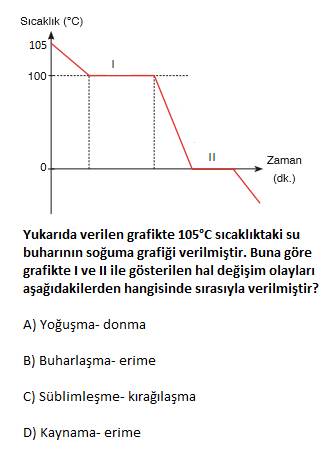 Sıcaklık (°C)
105
I
100
II
0
Zaman
(dk.)
Yukarıda verilen grafikte 105°C sıcaklıktaki su
buharının soğuma grafiği verilmiştir. Buna göre
grafikte I ve II ile gösterilen hal değişim olayları
aşağıdakilerden hangisinde sırasıyla verilmiştir?
A) Yoğuşma- donma
B) Buharlaşma- erime
C) Süblimleşme- kırağılaşma
D) Kaynama- erime